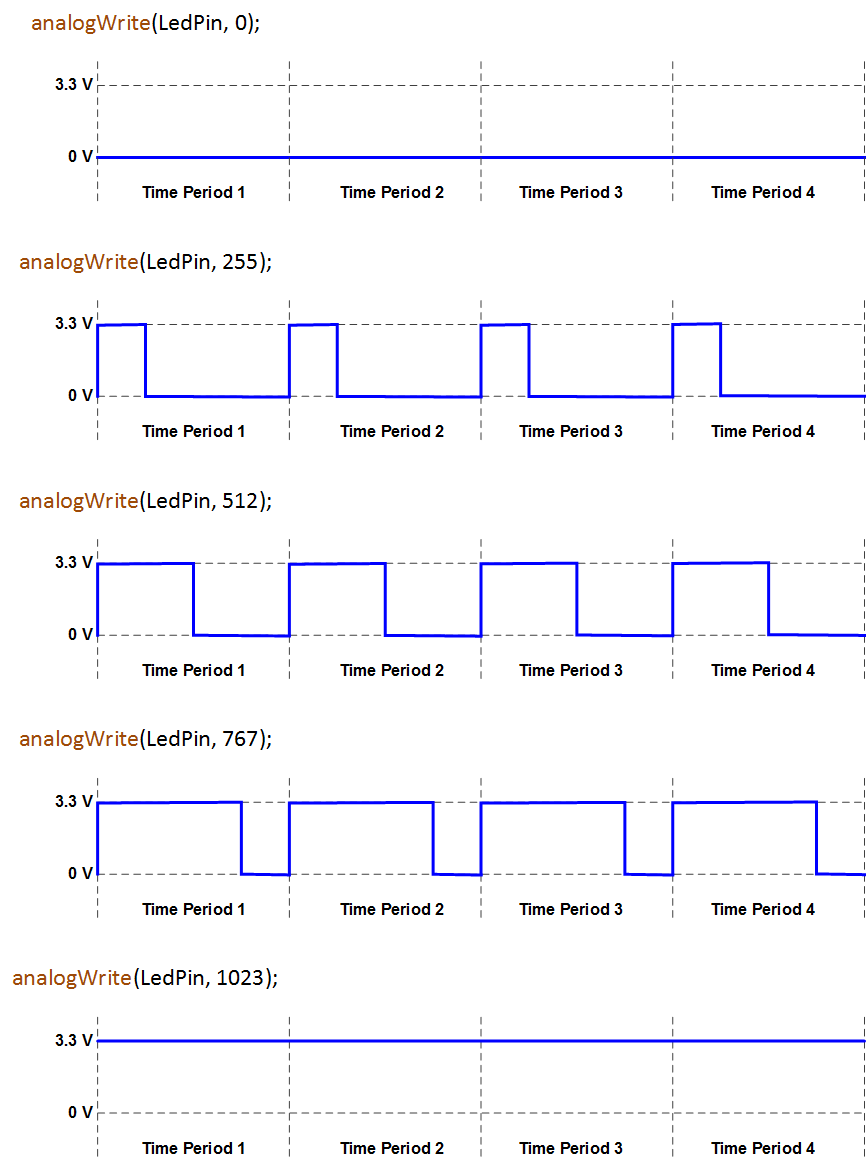 analogWrite(LedPin, 0);
3.3 V
0 V
Time Period 1 Time Period 2 Time Period 3 Time Period 4
analogWrite(LedPin, 255);
3.3 V
0 V
Time Period 1 Time Period 2 Time Period 3 Time Period 4
analogWrite(LedPin, 512);
3.3 V
0 V
Time Period 1 Time Period 2 Time Period 3 Time Period 4
analogWrite(LedPin, 767);
3.3 V
0 V
Time Period 1 Time Period 2 Time Period 3 Time Period 4
analogWrite(LedPin, 1023);
3.3 V
0 V
Time Period 1 Time Period 2 Time Period 3 Time Period 4